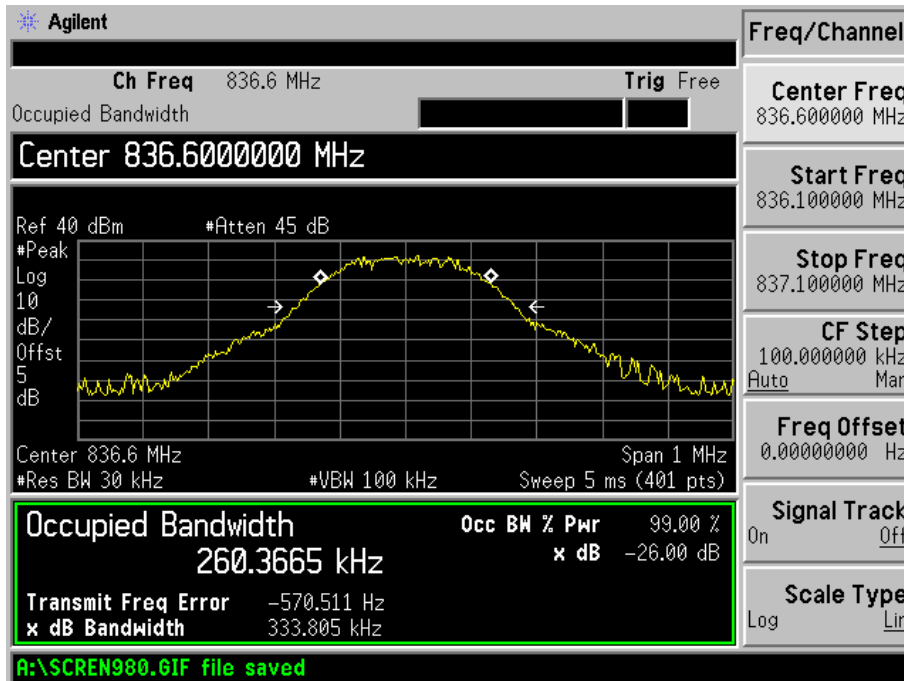 Agilent
Freq/Channel
Ch Freq 836.6 MHz Trig Free
Occupied Bandwidth
Center 836.6000000 MHz
Ref 40 dBm #Atten 45 dB
#Peak
Log
10
dB/
Offst
5
dB
Center 836.6 MHz Span 1 MHz
#Res BW 30 kHz #VBW 100 kHz Sweep 5 ms (401 pts)
Occupied Bandwidth
260.3665 kHz
Occ BW % Pwr 99.00 %
x dB -26.00 dB
Transmit Freq Error -570.511 Hz
x dB Bandwidth 333.805 kHz
A:\SCREN980.GIF file saved
Center Freq
836.600000 MHz
Start Freq
836.100000 MHz
Stop Freq
837.100000 MHz
CF Step
100.000000 kHz
Auto Man
Freq Offset
0.00000000 Hz
Signal Track
On Off
Scale Type
Log Lin